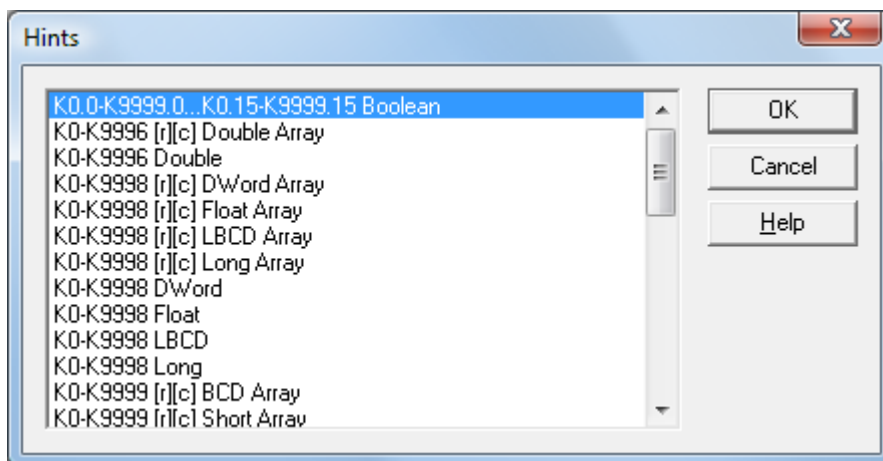 Hints
K0.0-K9999.0...K0.15-K9999.15 Boolean
K0-K9996 [r][c] Double Array
K0-K9996 Double
K0-K9998 [r][c] DWord Array
K0-K9998 [r][c] Float Array
K0-K9998 [r][c] LBCD Array
K0-K9998 [r][c] Long Array
K0-K9998 DWord
K0-K9998 Float
K0-K9998 LBCD
K0-K9998 Long
K0-K9999 [r][c] BCD Array
K0-K9999 [r][c] Short Array
OK
Cancel
Help